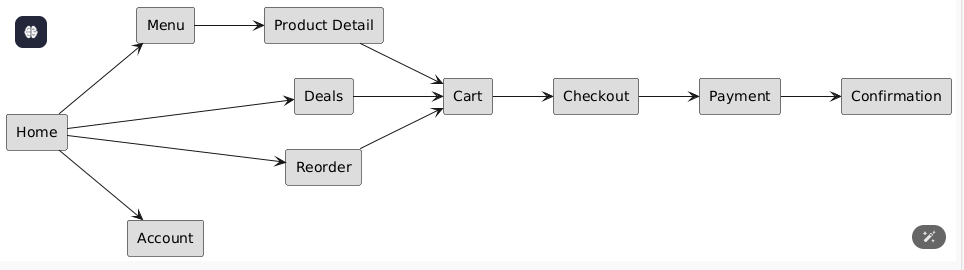 Menu
Product Detail
Deals
Cart
Checkout
Payment
Confirmation
Home
Reorder
Account